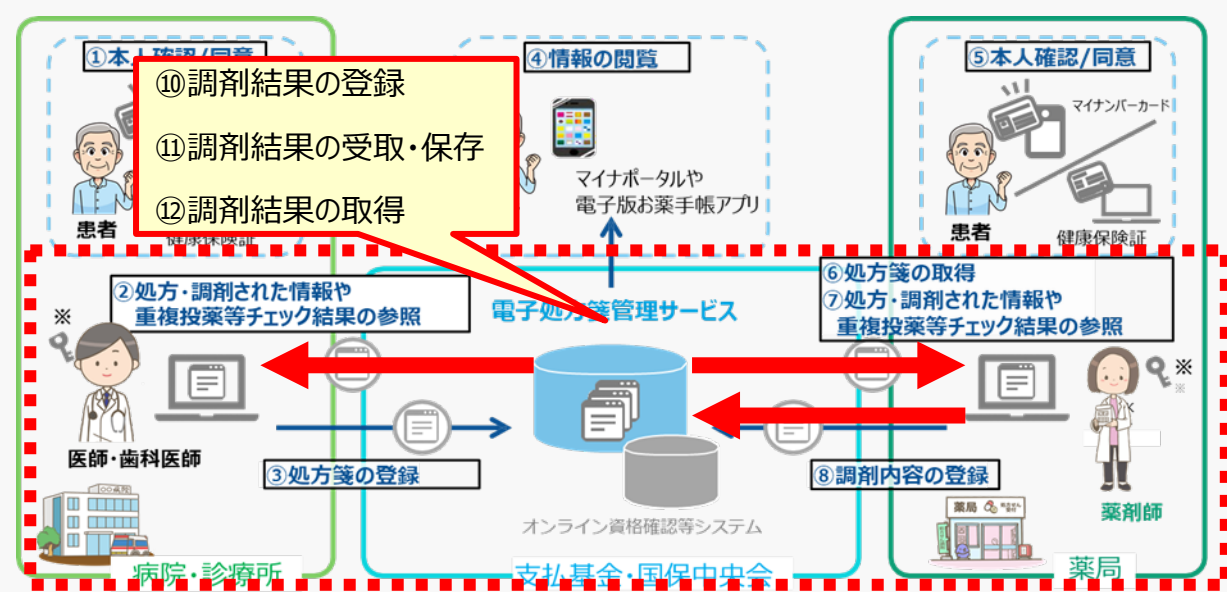 ①本人確認/同意
⑩調剤結果の登録
⑪調剤結果の受取・保存
⑫調剤結果の取得
患者
健康保険証
④情報の閲覧
マイナポータルや
電子版お薬手帳アプリ
⑤本人確認/同意
マイナンバーカード
患者
健康保険証
②処方・調剤された情報や
重複投薬等チェック結果の参照
※
医師・歯科医師
③処方箋の登録
病院・診療所
電子処方箋管理サービス
オンライン資格確認等システム
支払基金・国保中央会
⑥処方箋の取得
⑦処方・調剤された情報や
重複投薬等チェック結果の参照
※
※
⑧調剤内容の登録
薬剤師
薬局
薬局